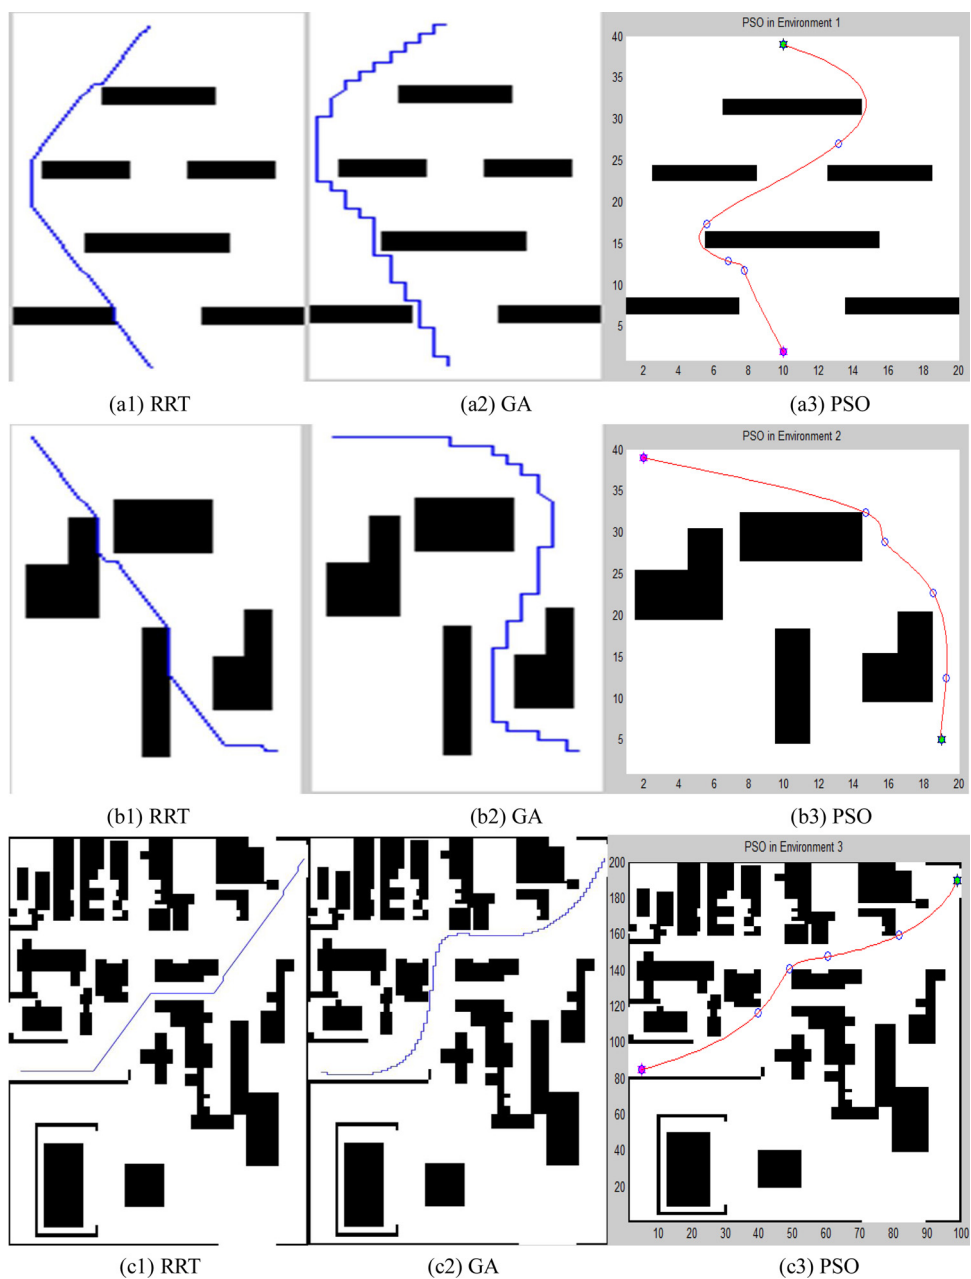 PSO in Environment 1
40
35
30
25
20
15
10
5
2 4 6 8 10 12 14 16 18 20
(a1) RRT (a2) GA (a3) PSO
PSO in Environment 2
40
35
30
25
20
15
10
5
2 4 6 8 10 12 14 16 18 20
(b1) RRT (b2) GA (b3) PSO
PSO in Environment 3
200
180
160
140
120
100
80
60
40
20
10 20 30 40 50 60 70 80 90 100
(c1) RRT (c2) GA (c3) PSO